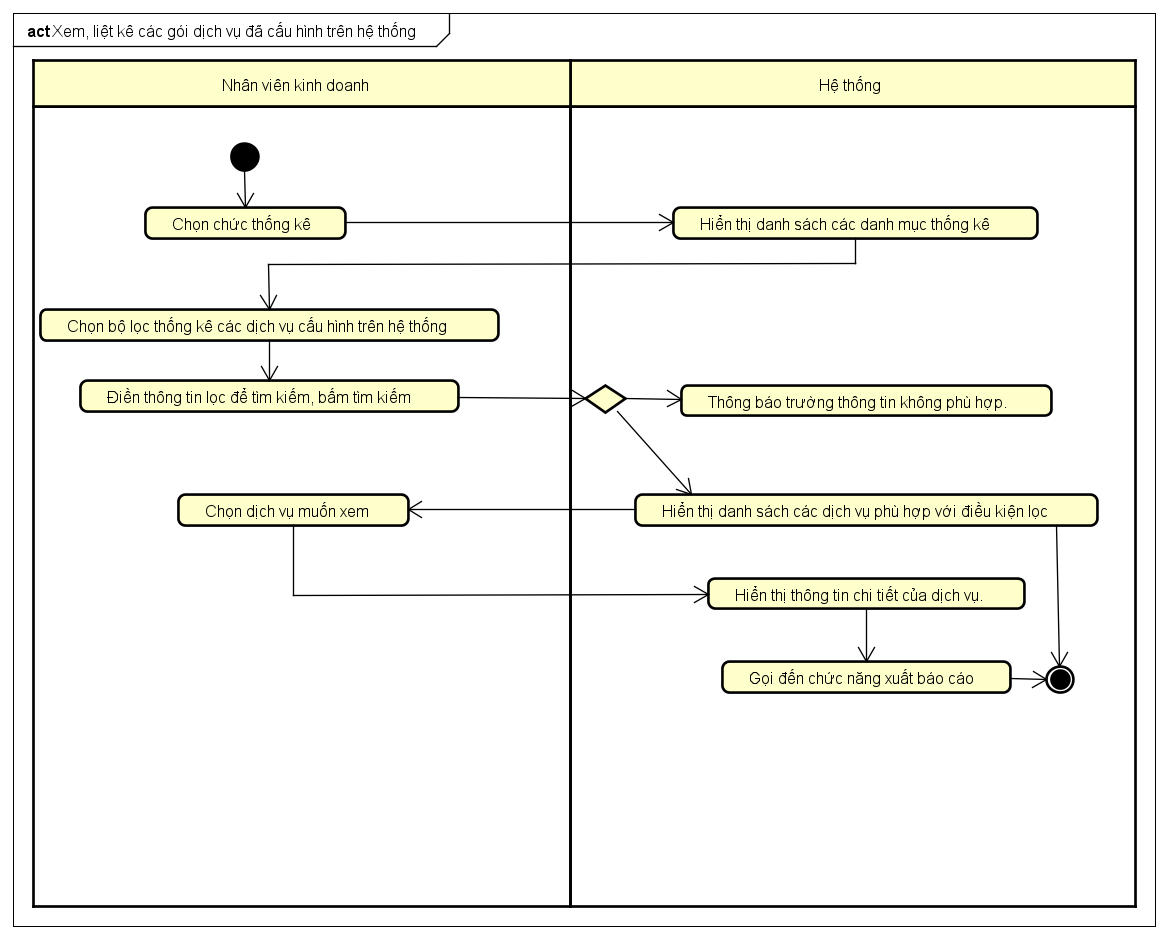 act Xem, liệt kê các gói dịch vụ đã cấu hình trên hệ thống
Nhân viên kinh doanh
Hệ thống
Chọn chức thống kê
Hiển thị danh sách các danh mục thống kê
Chọn bộ lọc thống kê các dịch vụ cấu hình trên hệ thống
Điền thông tin lọc để tìm kiếm, bấm tìm kiếm
Thông báo trường thông tin không phù hợp.
Chọn dịch vụ muốn xem
Hiển thị danh sách các dịch vụ phù hợp với điều kiện lọc
Hiển thị thông tin chi tiết của dịch vụ.
Gọi đến chức năng xuất báo cáo